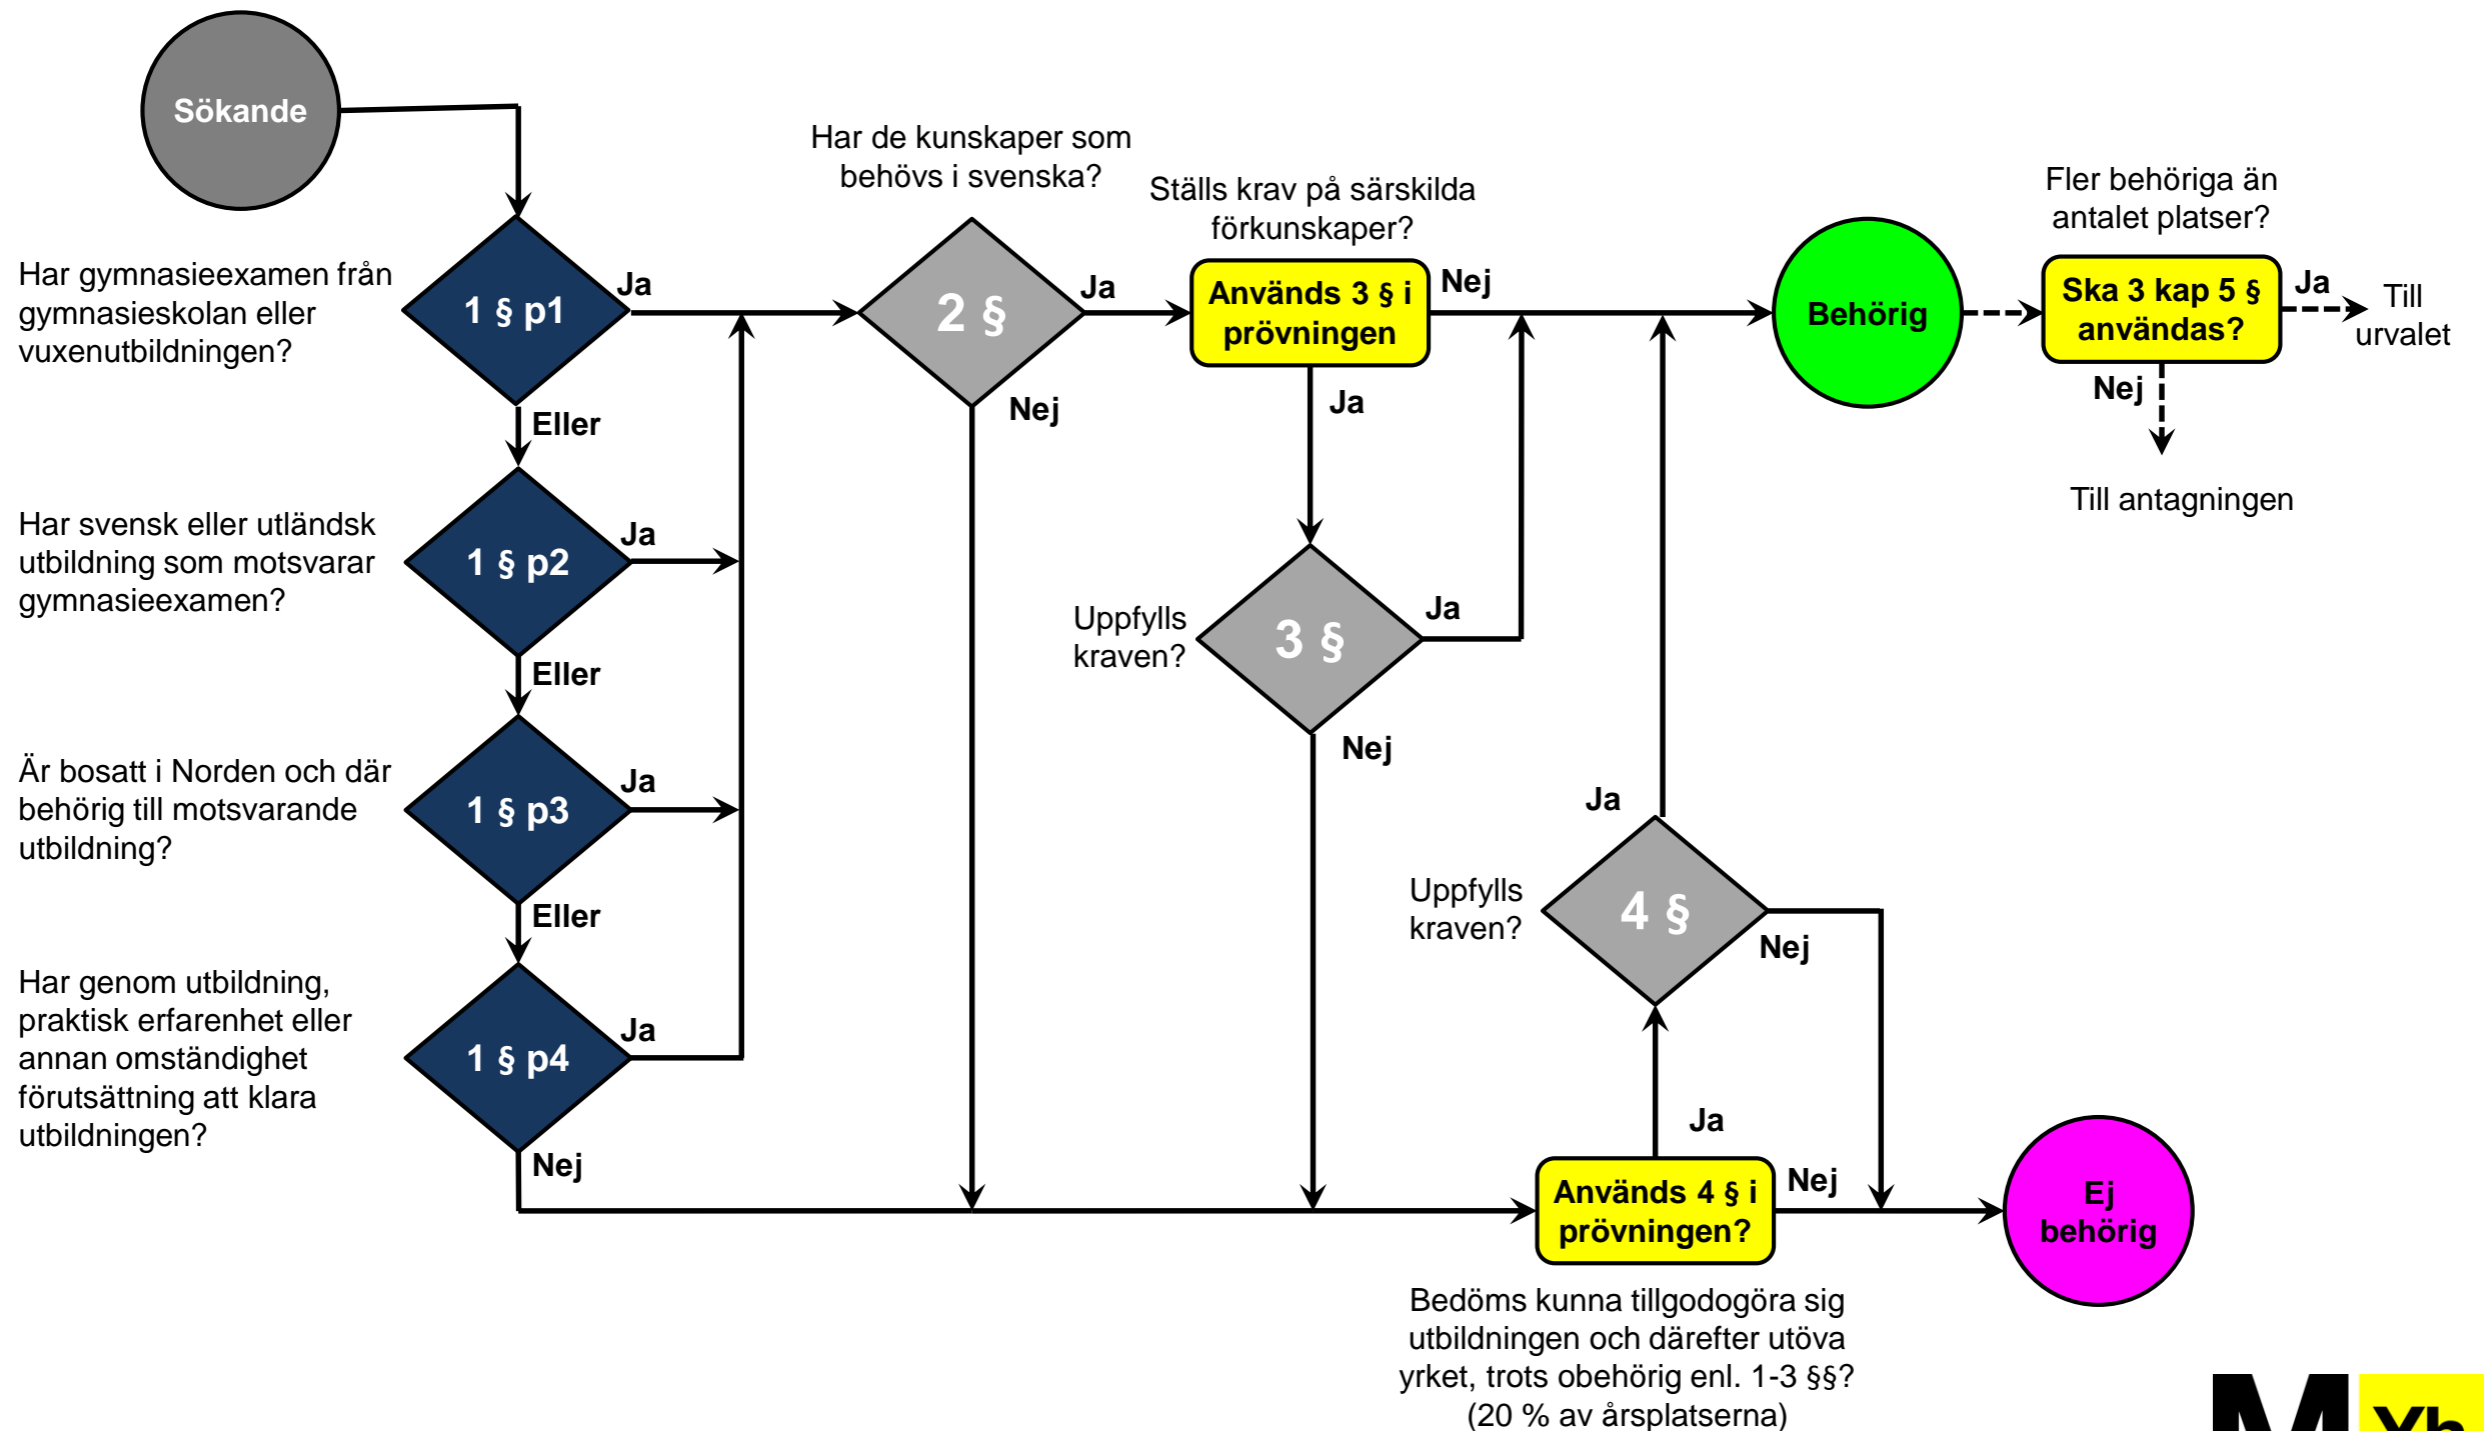 Sökande
Har gymnasieexamen från
gymnasieskolan eller
vuxenutbildningen?
1 § p1
Ja
Eller
Har svensk eller utländsk
utbildning som motsvarar
gymnasieexamen?
1 § p2
Ja
Eller
Är bosatt i Norden och där
behörig till motsvarande
utbildning?
1 § p3
Ja
Eller
Har genom utbildning,
praktisk erfarenhet eller
annan omständighet
förutsättning att klara
utbildningen?
1 § p4
Ja
Nej
Har de kunskaper som
behövs i svenska?
2 §
Ja
Nej
Ställs krav på särskilda
förkunskaper?
Används 3 § i
prövningen
Nej
Ja
Uppfylls
kraven?
3 §
Ja
Nej
Uppfylls
kraven?
4 §
Ja
Nej
Ja
Används 4 § i
prövningen?
Nej
Bedöms kunna tillgodogöra sig
utbildningen och därefter utöva
yrket, trots obehörig enl. 1-3 §§?
(20 % av årsplatserna)
Behörig
Fler behöriga än
antalet platser?
Ska 3 kap 5 §
användas?
Ja
Till
urvalet
Nej
Till antagningen
Ej
behörig
M Yh